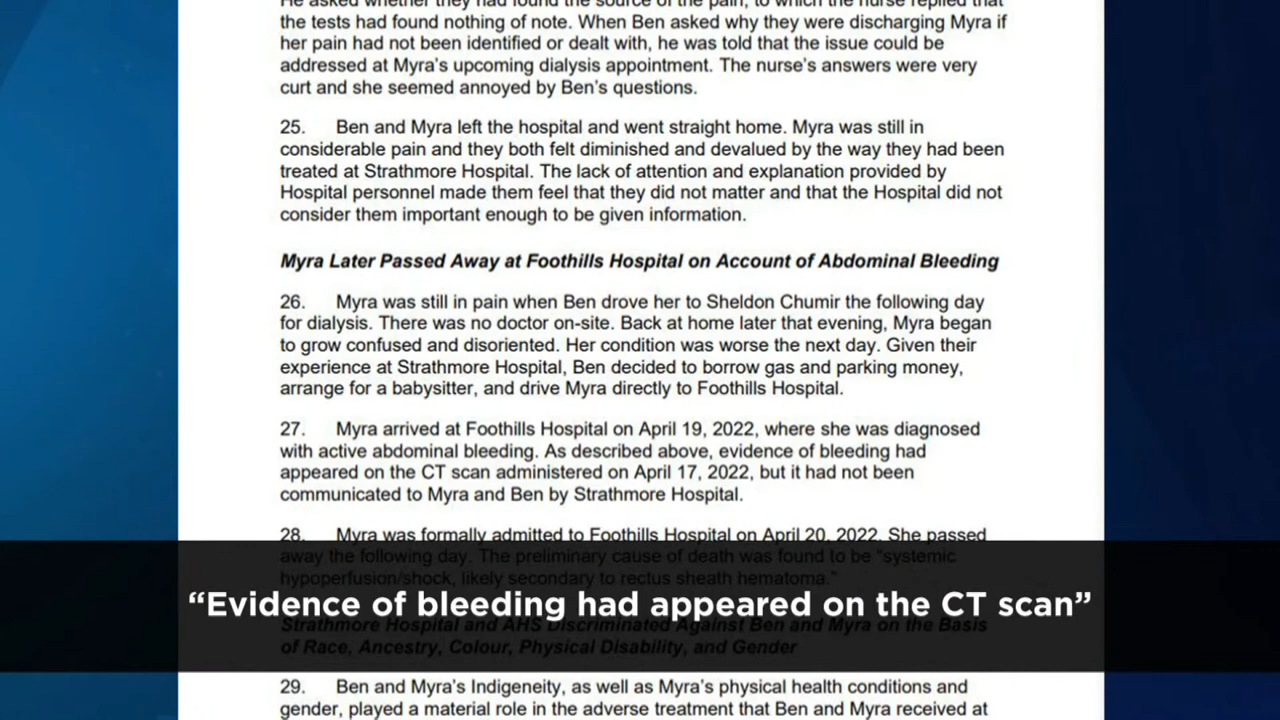 He asked whether they had found the source of the pain, to which the nurse replied that
the tests had found nothing of note. When Ben asked why they were discharging Myra if
her pain had not been identified or dealt with, he was told that the issue could be
addressed at Myra's upcoming dialysis appointment. The nurse's answers were very
curt and she seemed annoyed by Ben's questions.
25. Ben and Myra left the hospital and went straight home. Myra was still in
considerable pain and they both felt diminished and devalued by the way they had been
treated at Strathmore Hospital. The lack of attention and explanation provided by
Hospital personnel made them feel that they did not matter and that the Hospital did not
consider them important enough to be given information.
Myra Later Passed Away at Foothills Hospital on Account of Abdominal Bleeding
26. Myra was still in pain when Ben drove her to Sheldon Chumir the following day
for dialysis. There was no doctor on-site. Back at home later that evening, Myra began
to grow confused and disoriented. Her condition was worse the next day. Given their
experience at Strathmore Hospital, Ben decided to borrow gas and parking money,
arrange for a babysitter, and drive Myra directly to Foothills Hospital.
27. Myra arrived at Foothills Hospital on April 19, 2022, where she was diagnosed
with active abdominal bleeding. As described above, evidence of bleeding had
appeared on the CT scan administered on April 17, 2022, but it had not been
communicated to Myra and Ben by Strathmore Hospital.
28. Myra was formally admitted to Foothills Hospital on April 20, 2022. She passed
away the following day. The preliminary cause of death was found to be "systemic
hypoperfusion/shock, likely secondary to rectus sheath hematoma."
“Evidence of bleeding had appeared on the CT scan”
Strathmore Hospital and AHS Discriminated Against Ben and Myra on the Basis
of Race, Ancestry, Colour, Physical Disability, and Gender
29. Ben and Myra's Indigeneity, as well as Myra's physical health conditions and
gender, played a material role in the adverse treatment that Ben and Myra received at